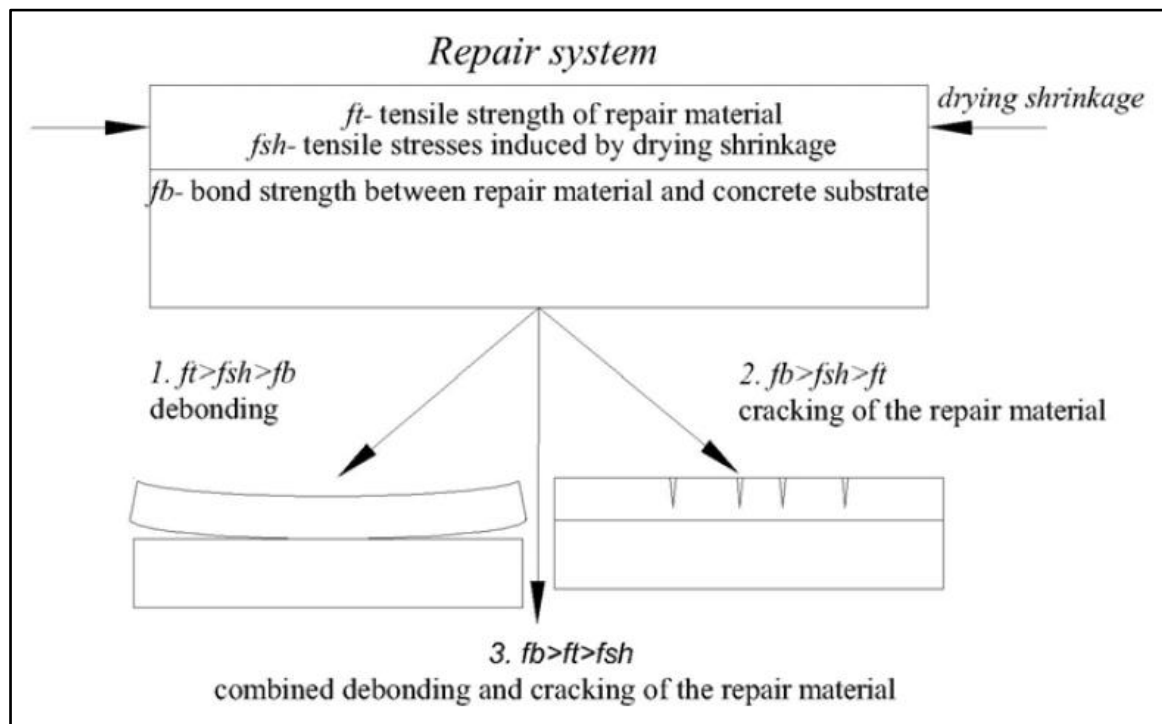 Repair system
drying shrinkage
ft- tensile strength of repair material
fsh- tensile stresses induced by drying shrinkage
fb- bond strength between repair material and concrete substrate
1. ft>fsh>fb
debonding
2. fb>fsh>ft
cracking of the repair material
3. fb>ft>fsh
combined debonding and cracking of the repair material